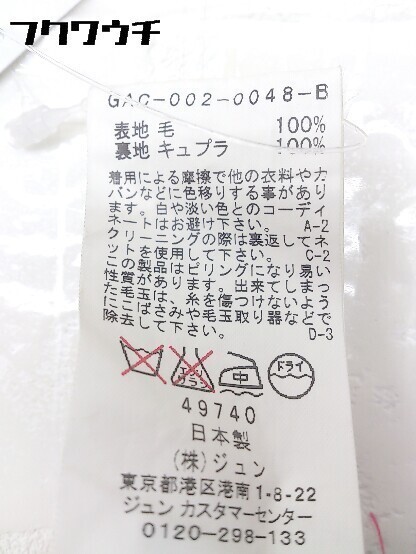 フクワウチ
GAC-002-0048-B
表地 毛 100%
裏地 キュプラ 100%
着用による摩擦で他の衣料やカ
バンなどに色移りする事があり
ます。白や淡い色とのコーディ
ネートはお避け下さい。 A-2
クリーニングの際は裏返してネ
ットを使用して下さい。 C-2
この製品はピリングになり易い
性質があります。出来てしまっ
た毛玉は、糸を傷つけないよう
ににこばさみや毛玉取り器などで
除去して下さい。 D-3
エンソ
サラシ
中
ドライ
49740
日本製
(株)ジュン
東京都港区港南1-8-22
ジュン カスタマーセンター
0120-298-133